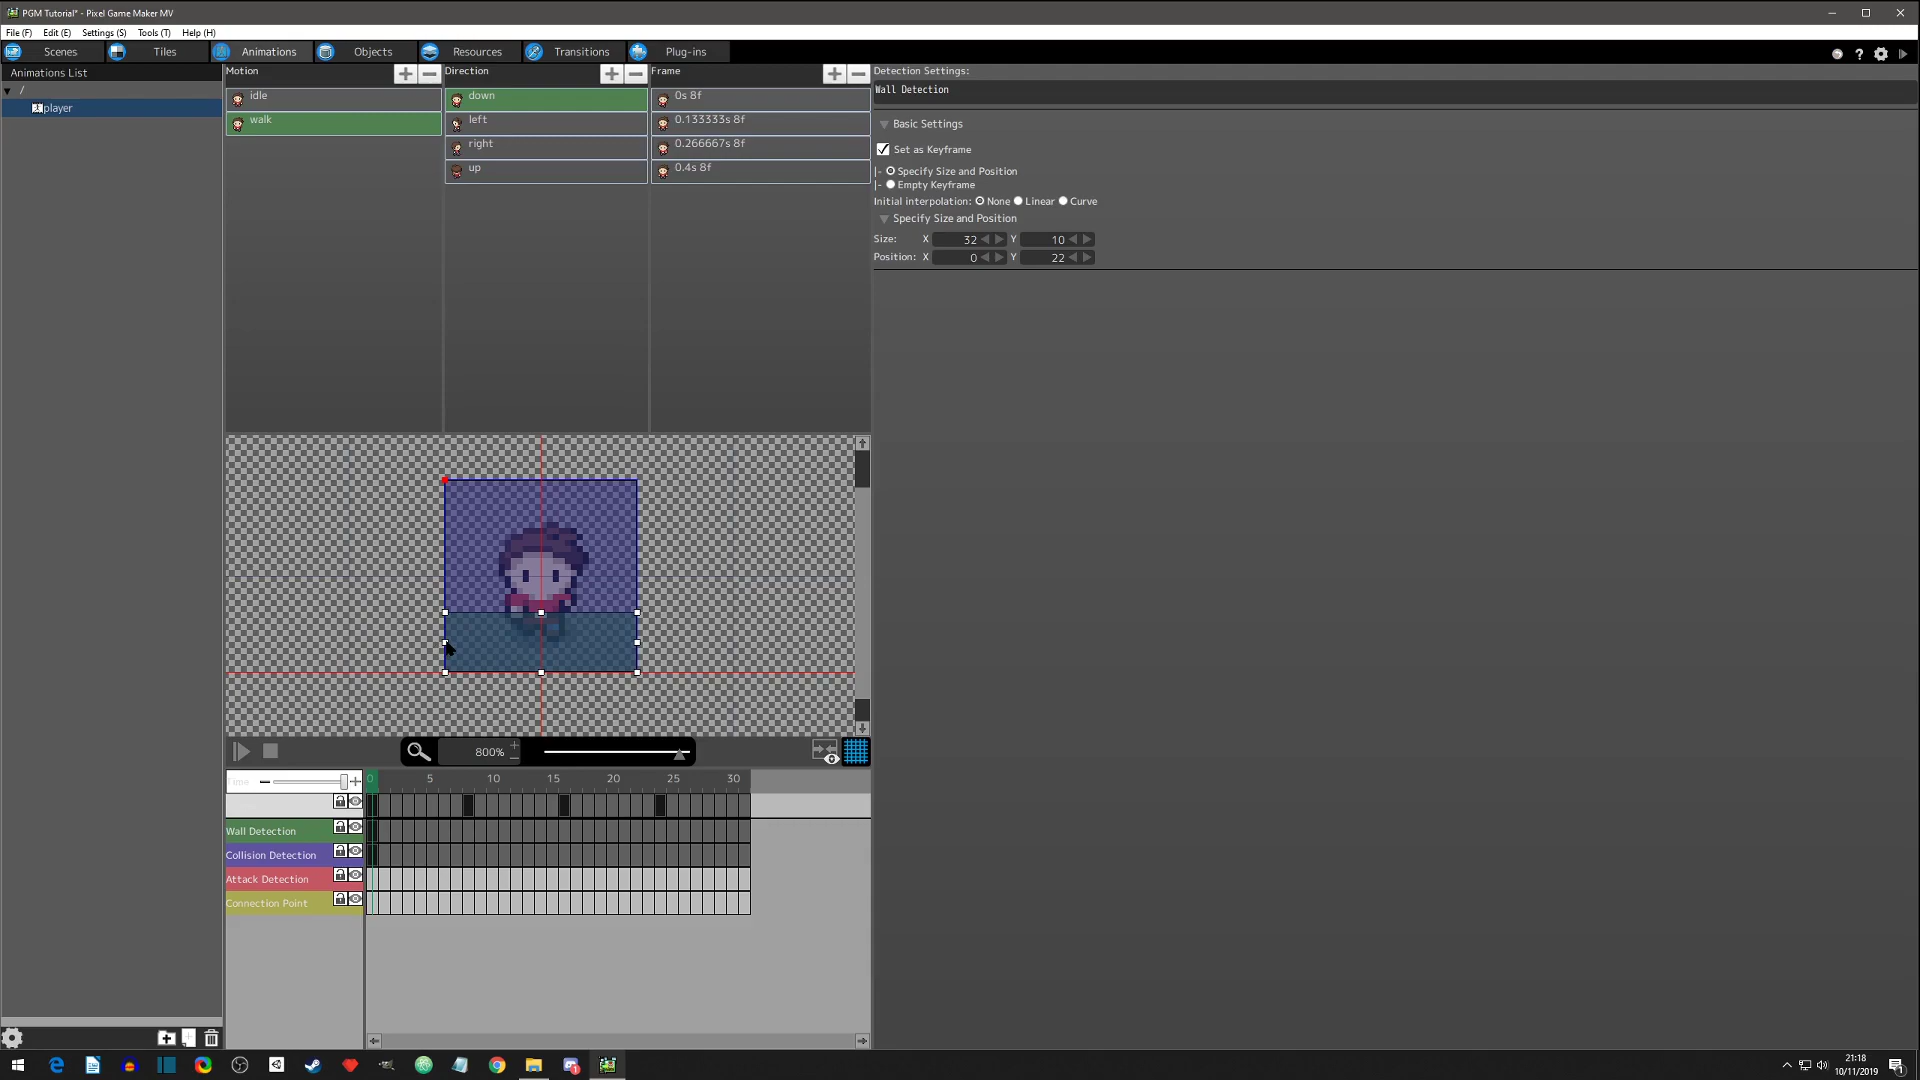 PGM Tutorial* - Pixel Game Maker MV
File (F) Edit (E) Settings (S) Tools (T) Help (H)
Scenes Tiles Animations Objects Resources Transitions Plug-ins
Animations List
/
player
Motion
idle
walk
Direction
down
left
right
up
Frame
0s 8f
0.133333s 8f
0.266667s 8f
0.4s 8f
Detection Settings:
Wall Detection
Basic Settings
Set as Keyframe
|- Specify Size and Position
|- Empty Keyframe
Initial interpolation: None Linear Curve
Specify Size and Position
Size: X 32 Y 10
Position: X 0 Y 22
800%
0 5 10 15 20 25 30
Wall Detection
Collision Detection
Attack Detection
Connection Point
21:18
10/11/2019